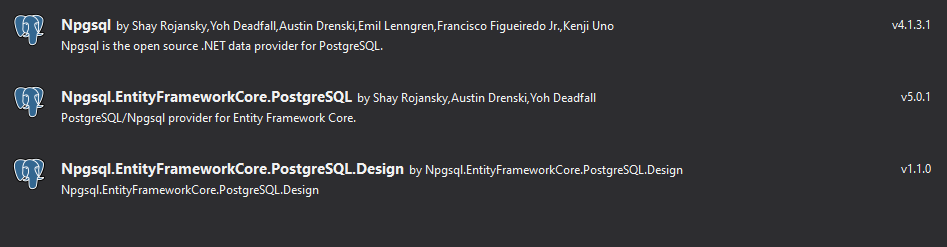 Npgsql by Shay Rojansky,Yoh Deadfall,Austin Drenski,Emil Lenngren,Francisco Figueiredo Jr.,Kenji Uno v4.1.3.1
Npgsql is the open source .NET data provider for PostgreSQL.
Npgsql.EntityFrameworkCore.PostgreSQL by Shay Rojansky,Austin Drenski,Yoh Deadfall v5.0.1
PostgreSQL/Npgsql provider for Entity Framework Core.
Npgsql.EntityFrameworkCore.PostgreSQL.Design by Npgsql.EntityFrameworkCore.PostgreSQL.Design v1.1.0
Npgsql.EntityFrameworkCore.PostgreSQL.Design